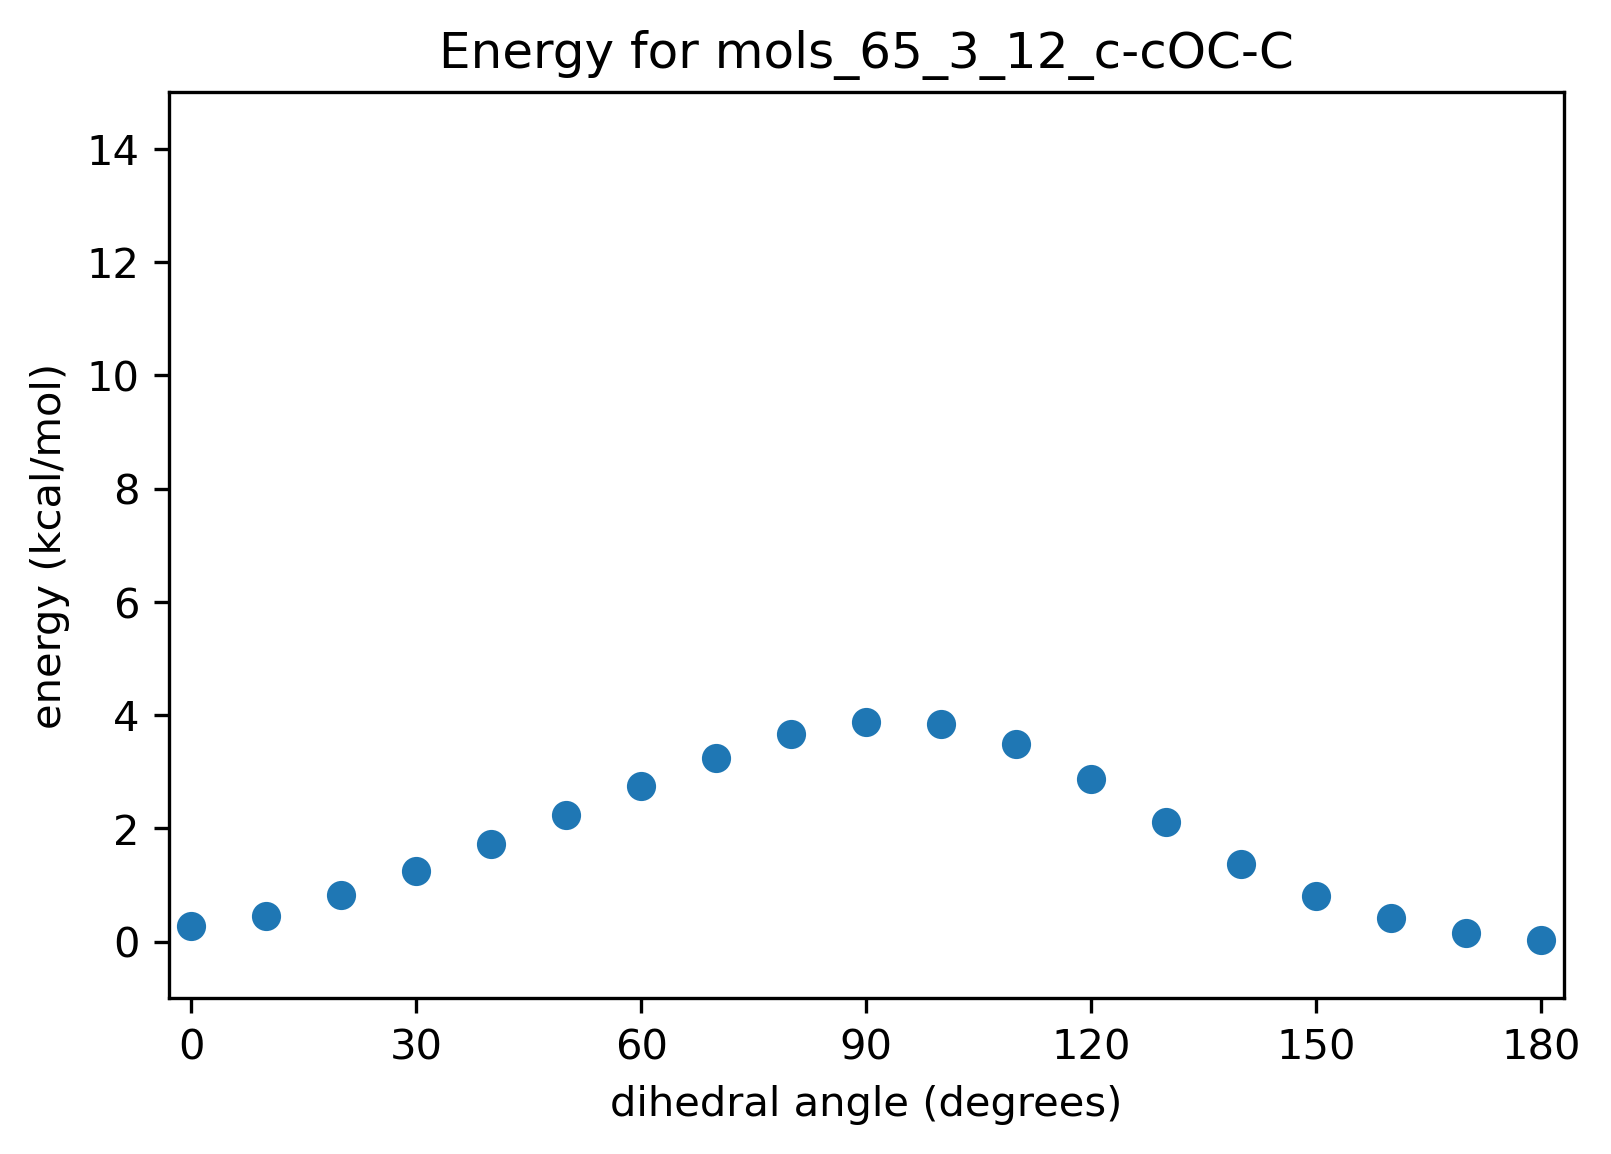 Energy for mols_65_3_12_c-cOC-C
14
12
10
8
6
4
2
0
energy (kcal/mol)
0 30 60 90 120 150 180
dihedral angle (degrees)